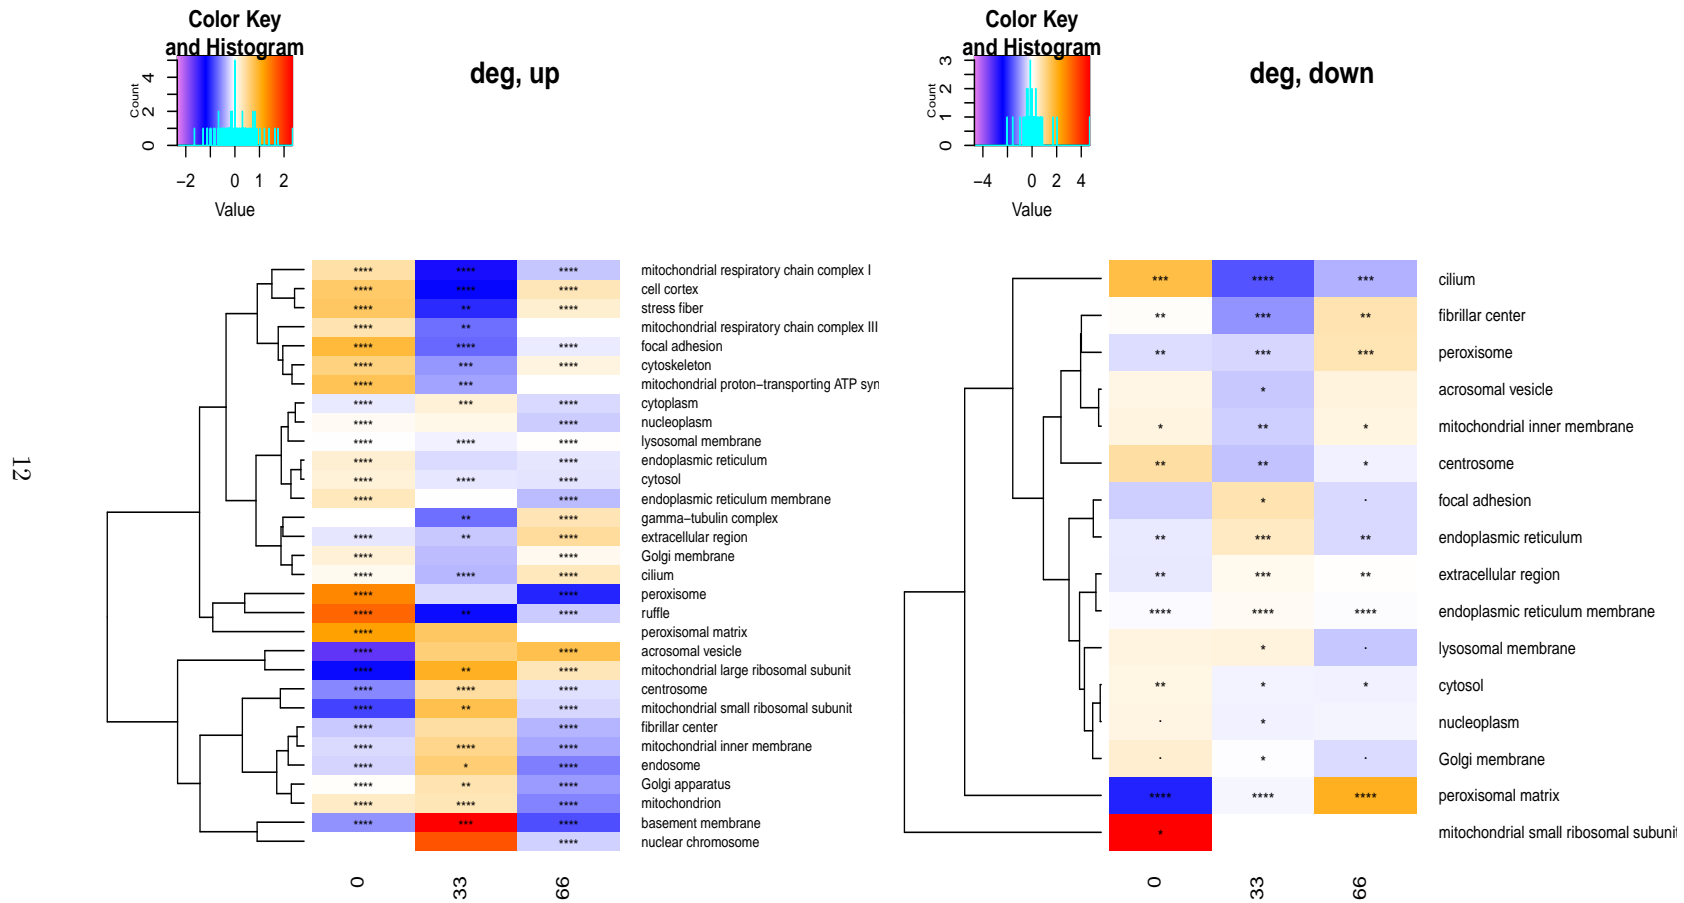 Color Key
and Histogram
Count
0 2 4
−2 0 1 2
Value
deg, up
**** **** **** mitochondrial respiratory chain complex I
**** **** **** cell cortex
**** ** **** stress fiber
**** ** mitochondrial respiratory chain complex III
**** **** **** focal adhesion
**** *** **** cytoskeleton
**** *** mitochondrial proton−transporting ATP syn
**** *** **** cytoplasm
**** **** nucleoplasm
**** **** **** lysosomal membrane
**** **** endoplasmic reticulum
**** **** **** cytosol
**** **** endoplasmic reticulum membrane
** **** gamma−tubulin complex
**** ** **** extracellular region
**** **** Golgi membrane
**** **** **** cilium
**** **** peroxisome
**** ** **** ruffle
**** peroxisomal matrix
**** **** acrosomal vesicle
**** ** **** mitochondrial large ribosomal subunit
**** **** **** centrosome
**** ** **** mitochondrial small ribosomal subunit
**** **** fibrillar center
**** **** **** mitochondrial inner membrane
**** * **** endosome
**** ** **** Golgi apparatus
**** **** **** mitochondrion
**** *** **** basement membrane
**** nuclear chromosome
0 33 66
Color Key
and Histogram
Count
0 1 2 3
−4 0 2 4
Value
deg, down
*** **** *** cilium
** *** ** fibrillar center
** *** *** peroxisome
* acrosomal vesicle
* ** * mitochondrial inner membrane
** ** * centrosome
* . focal adhesion
** *** ** endoplasmic reticulum
** *** ** extracellular region
**** **** **** endoplasmic reticulum membrane
* . lysosomal membrane
** * * cytosol
. * nucleoplasm
. * . Golgi membrane
**** **** **** peroxisomal matrix
* mitochondrial small ribosomal subunit
0 33 66
12